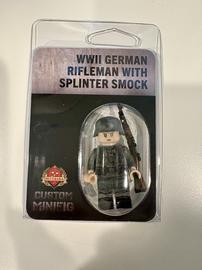 WWII GERMAN
RIFLEMAN WITH
SPLINTER SMOCK
CUSTOM
MINIFIG